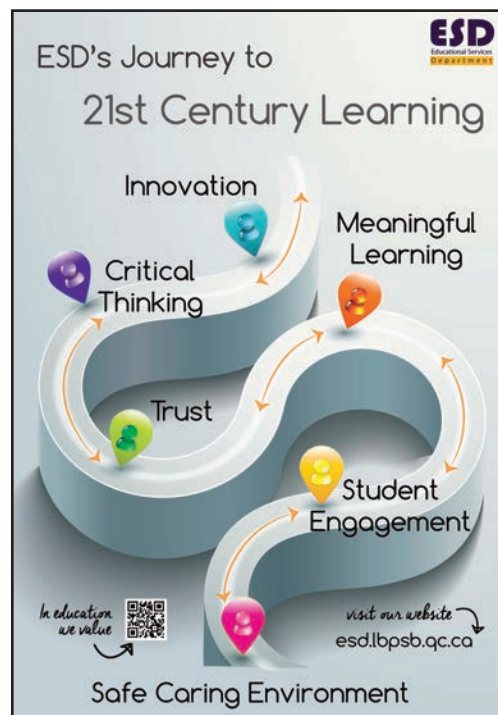 ESD
Educational Services
Department
ESD's Journey to
21st Century Learning
Innovation
Meaningful
Learning
Critical
Thinking
Trust
Student
Engagement
In education
we value
visit our website
esd.lbpsb.qc.ca
Safe Caring Environment